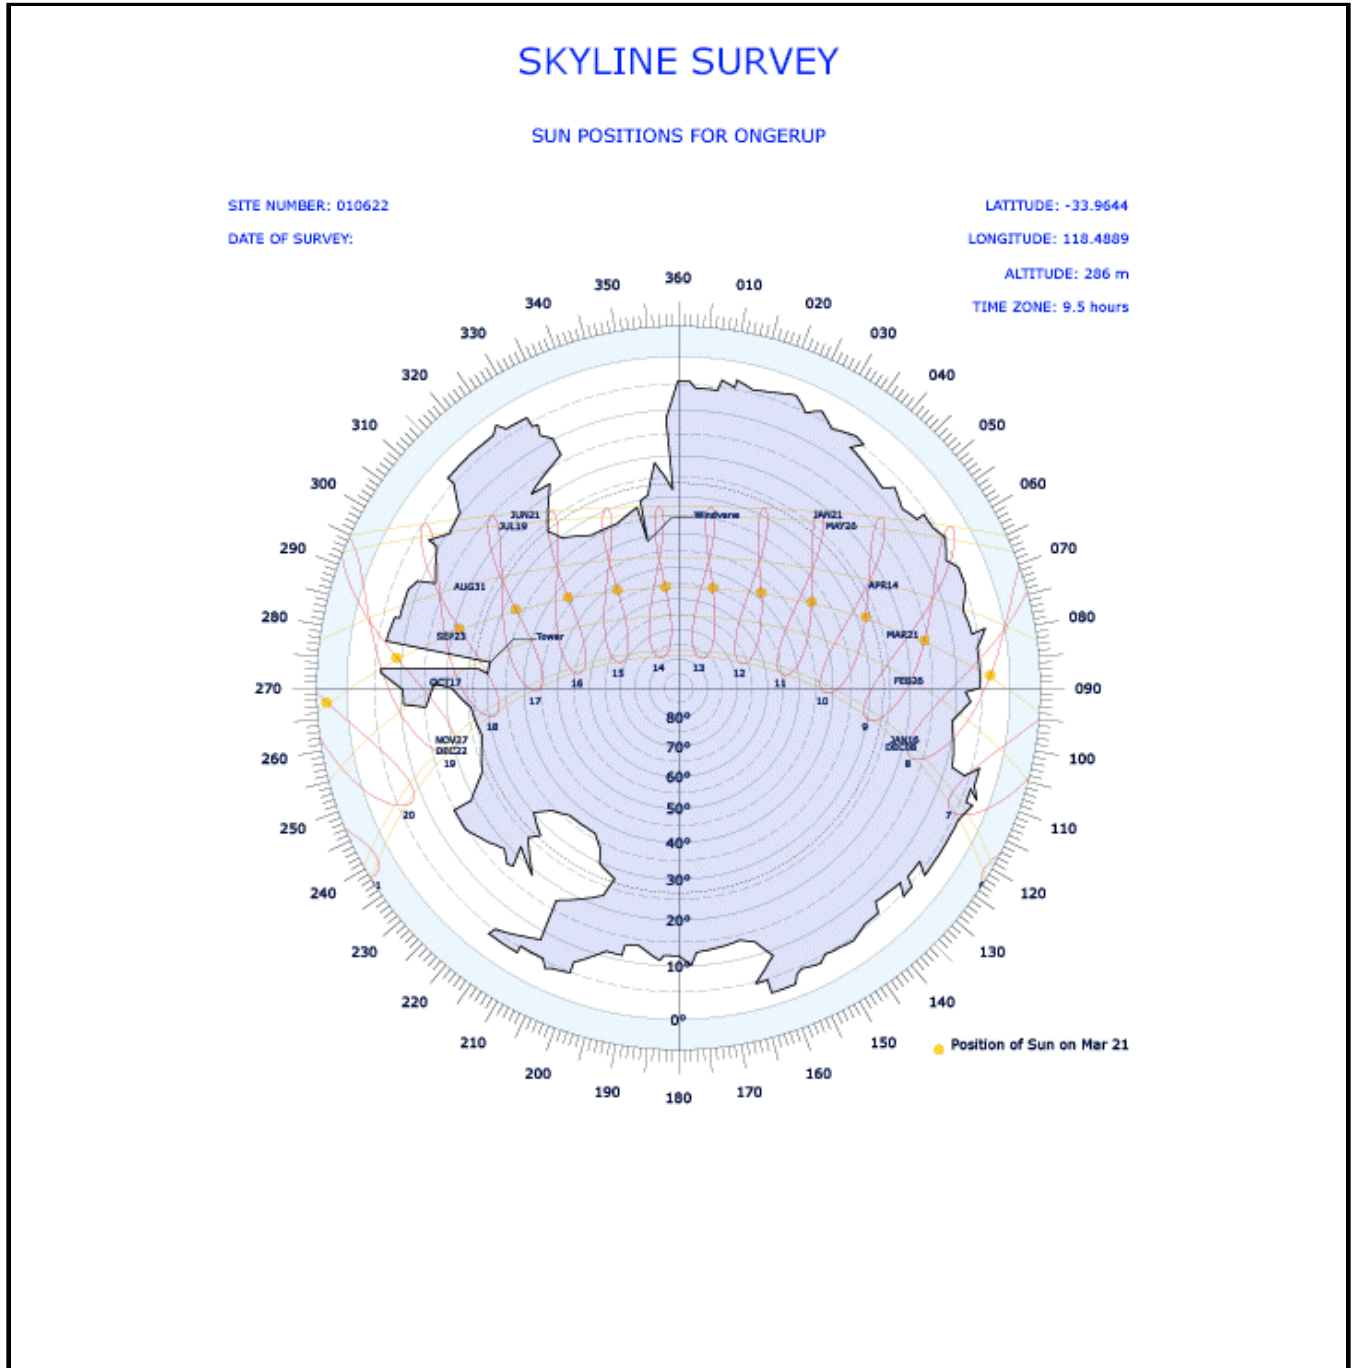 SKYLINE SURVEY
SUN POSITIONS FOR ONGERUP
SITE NUMBER: 010622
LATITUDE: -33.9644
DATE OF SURVEY:
LONGITUDE: 118.4889
ALTITUDE: 286 m
TIME ZONE: 9.5 hours
360
350
010
340
020
330
030
320
040
310
050
300
060
290
070
280
080
270
090
260
100
250
110
240
120
230
130
220
140
210
150
200
160
190
170
180
JUN21
JUL19
Windvane
JAN21
MAY26
AUG31
APR14
SEP23
Tower
MAR21
OCT17
FEB26
NOV27
DEC22
JAN16
20
19
18
17
16
15
14
13
12
11
10
9
8
7
80°
70°
60°
50°
40°
30°
20°
10°
0°
Position of Sun on Mar 21